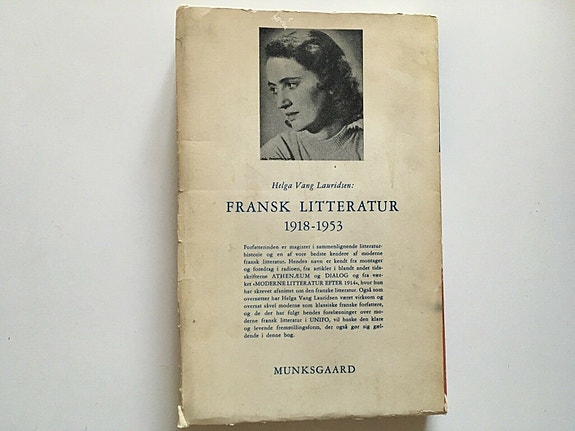 Helga Vang Lauridsen:
FRANSK LITTERATUR
1918-1953
Forfatterinden er magister i sammenlignende litteratur-
historie og en af vore bedste kendere af moderne
fransk litteratur. Hendes navn er kendt fra montager
og foredrag i radioen, fra artikler i blandt andet tids-
skrifterne ATHENÆUM og DIALOG og fra vær-
ket »MODERNE LITTERATUR EFTER 1914«, hvor hun
har skrevet afsnittet om den franske litteratur. Også som
oversætter har Helga Vang Lauridsen været virksom og
oversat såvel moderne som klassiske franske forfattere,
og de der har fulgt hendes forelæsninger over mo-
derne fransk litteratur i UNIFO, vil huske den klare
og levende fremstillingsform, der også gør sig gæl-
dende i denne bog.
MUNKSGAARD